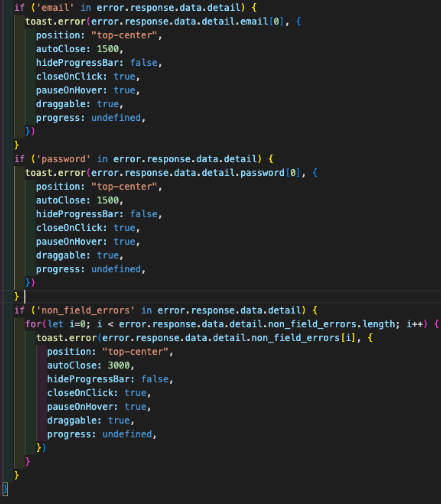 if ('email' in error.response.data.detail) {
toast.error(error.response.data.detail.email[0], {
position: "top-center",
autoClose: 1500,
hideProgressBar: false,
closeOnClick: true,
pauseOnHover: true,
draggable: true,
progress: undefined,
})
}
if ('password' in error.response.data.detail) {
toast.error(error.response.data.detail.password[0], {
position: "top-center",
autoClose: 1500,
hideProgressBar: false,
closeOnClick: true,
pauseOnHover: true,
draggable: true,
progress: undefined,
})
}
if ('non_field_errors' in error.response.data.detail) {
for(let i=0; i < error.response.data.detail.non_field_errors.length; i++) {
toast.error(error.response.data.detail.non_field_errors[i], {
position: "top-center",
autoClose: 3000,
hideProgressBar: false,
closeOnClick: true,
pauseOnHover: true,
draggable: true,
progress: undefined,
})
}
}
}